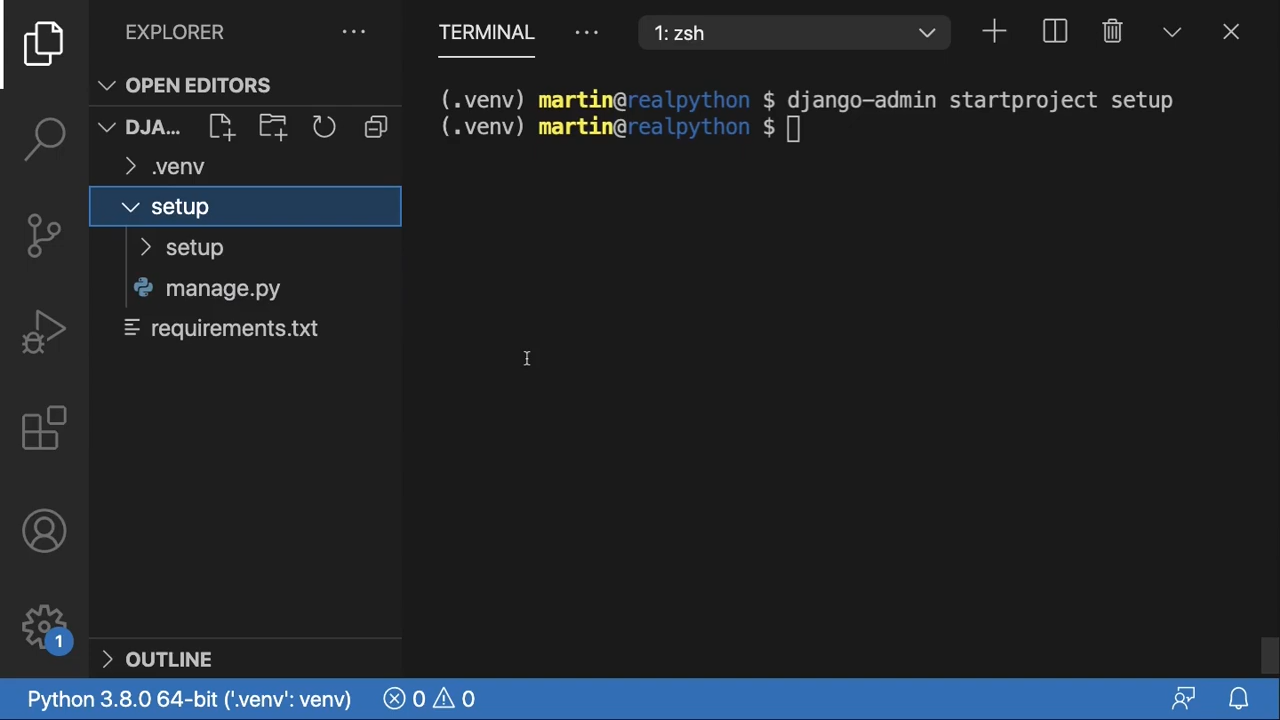 EXPLORER
TERMINAL
1: zsh
OPEN EDITORS
DJA...
.venv
setup
setup
manage.py
requirements.txt
OUTLINE
(.venv) martin@realpython $ django-admin startproject setup
(.venv) martin@realpython $
1
Python 3.8.0 64-bit ('.venv': venv)
0
0